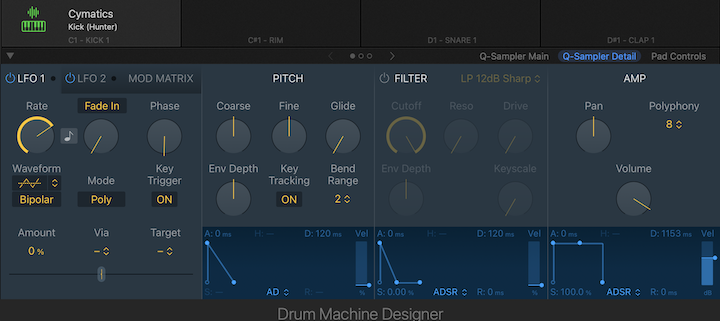 Cymatics
Kick (Hunter)
C1 - KICK 1
C#1 - RIM
D1 - SNARE 1
D#1 - CLAP 1
Q-Sampler Main
Q-Sampler Detail
Pad Controls
LFO 1
LFO 2
MOD MATRIX
PITCH
FILTER
LP 12dB Sharp
AMP
Rate
Fade In
Phase
Coarse
Fine
Glide
Cutoff
Reso
Drive
Pan
Polyphony
8
Waveform
Bipolar
Mode
Poly
Key
Trigger
ON
Env Depth
Key
Tracking
ON
Bend
Range
2
Env Depth
Keyscale
Volume
Amount
0 %
Via
–
Target
–
A: 0 ms
H: —
D: 120 ms
Vel
S: —
R: —
AD
%
A: 0 ms
H: —
D: 120 ms
Vel
S: 0.00 %
ADSR
R: 0 ms
%
A: 0 ms
H: —
D: 1153 ms
Vel
S: 100.0 %
ADSR
R: 0 ms
dB
Drum Machine Designer